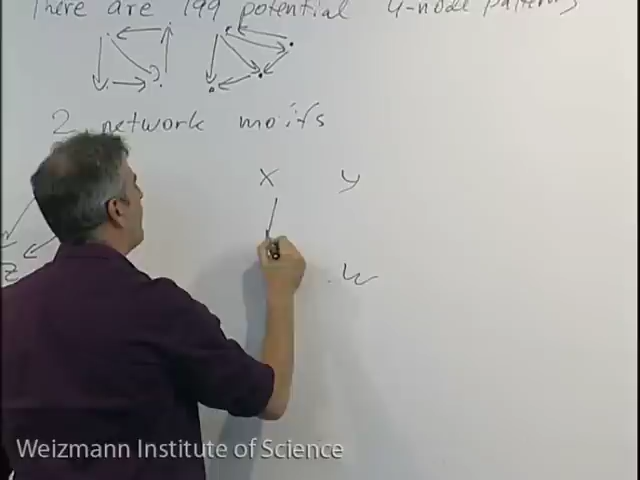 There are 199 potential 4-node patterns
2 network motifs
X Y
Z W
Weizmann Institute of Science